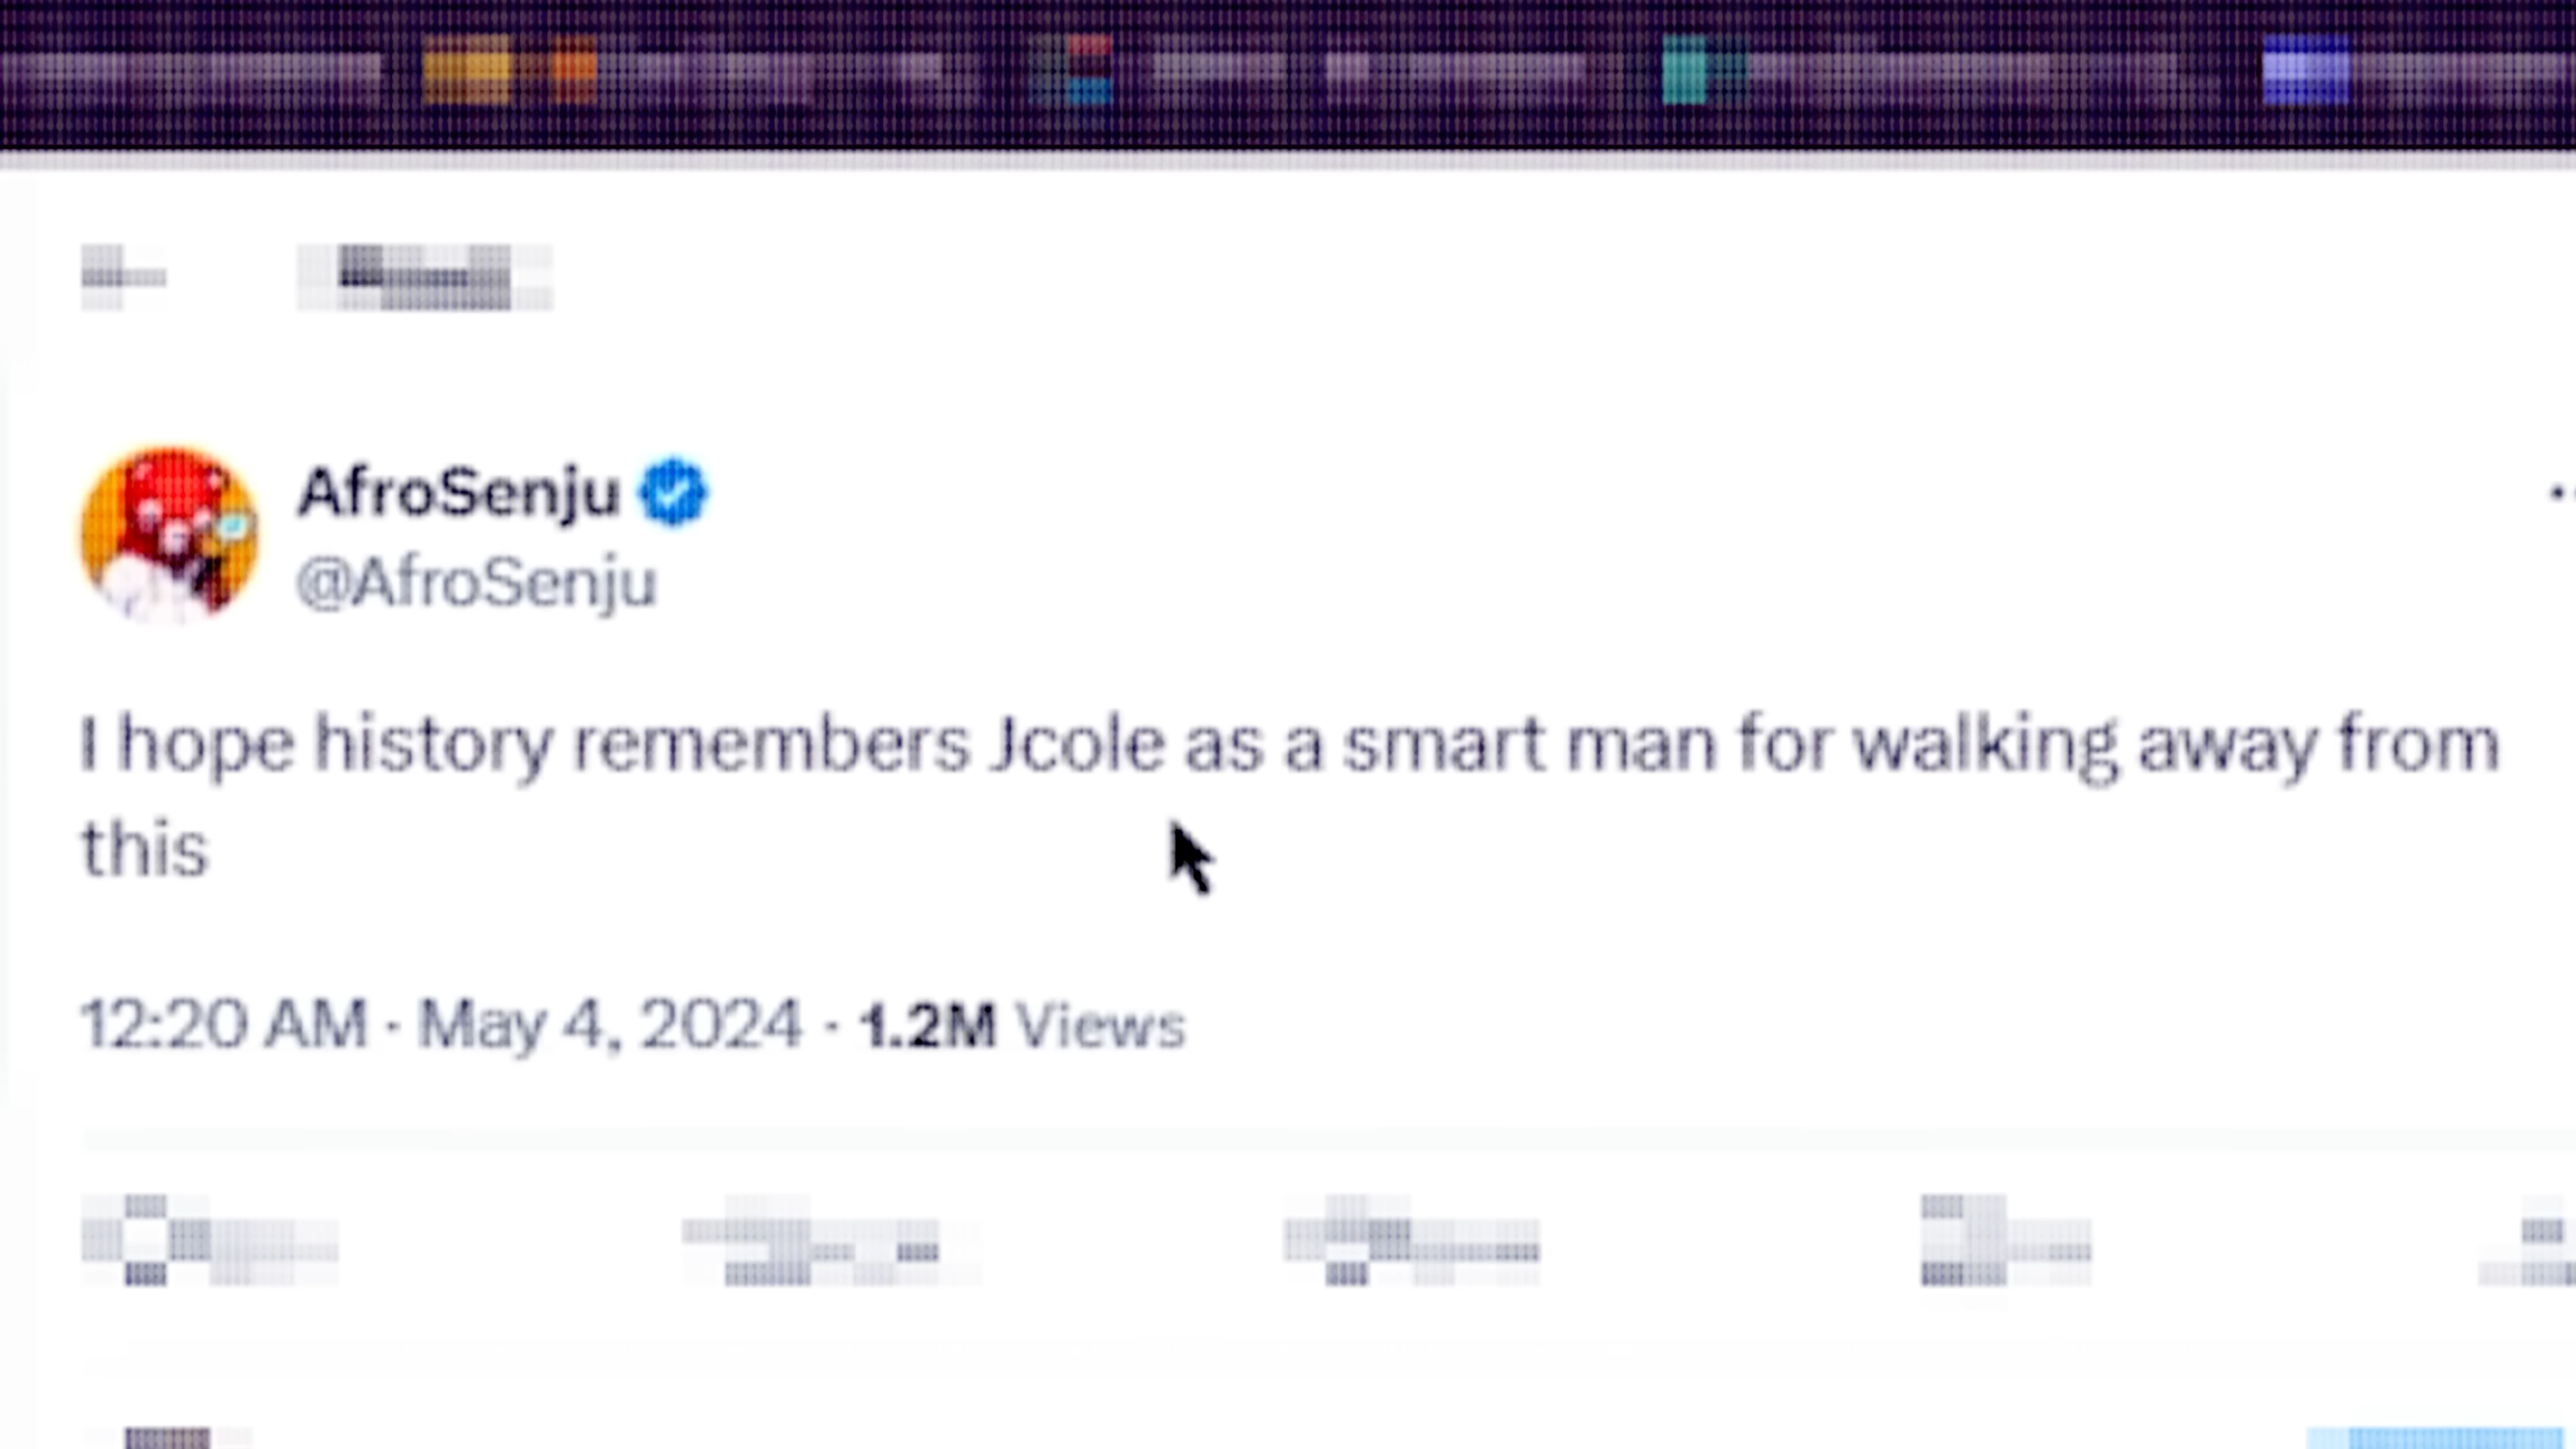 AfroSenju
@AfroSenju
I hope history remembers Jcole as a smart man for walking away from
this
12:20 AM · May 4, 2024 · 1.2M Views